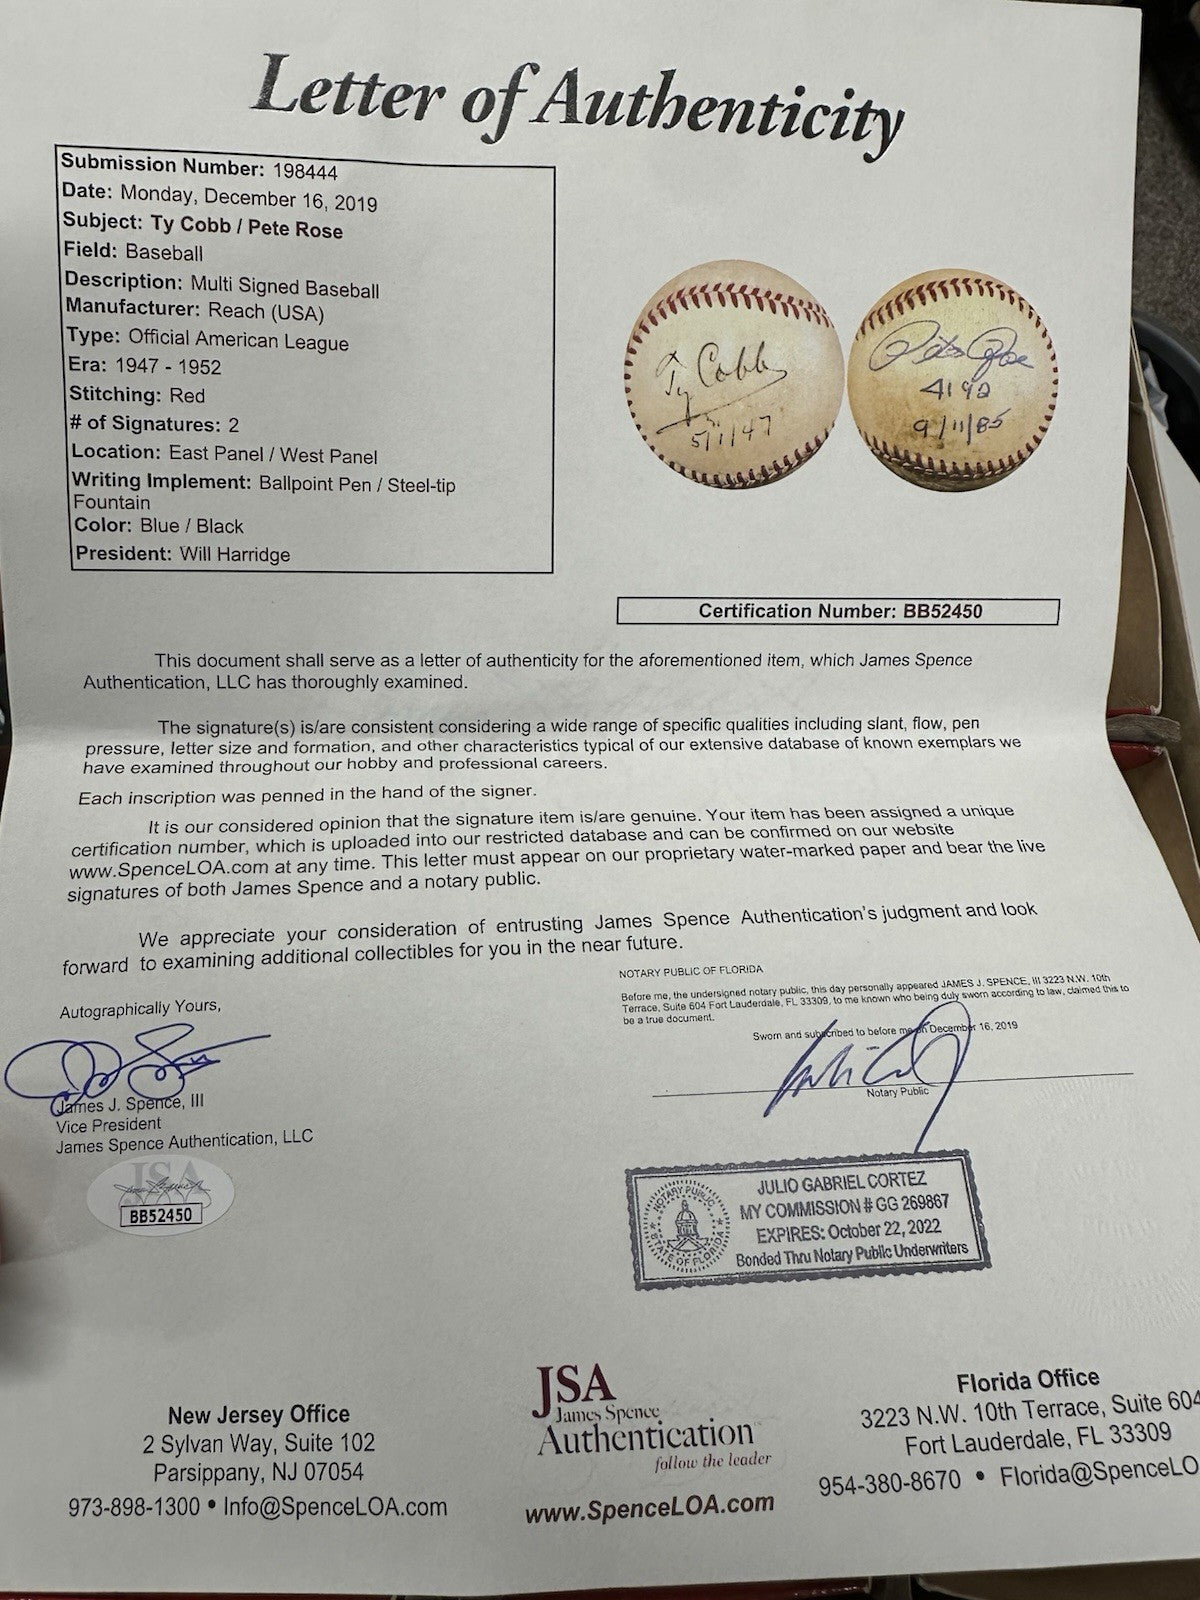 Letter of Authenticity
Submission Number: 198444
Date: Monday, December 16, 2019
Subject: Ty Cobb / Pete Rose
Field: Baseball
Description: Multi Signed Baseball
Manufacturer: Reach (USA)
Type: Official American League
Era: 1947 - 1952
Stitching: Red
# of Signatures: 2
Location: East Panel / West Panel
Writing Implement: Ballpoint Pen / Steel-tip
Fountain
Color: Blue / Black
President: Will Harridge
Ty Cobb
5/1/47
Pete Rose
4192
9/11/85
Certification Number: BB52450
This document shall serve as a letter of authenticity for the aforementioned item, which James Spence
Authentication, LLC has thoroughly examined.
The signature(s) is/are consistent considering a wide range of specific qualities including slant, flow, pen
pressure, letter size and formation, and other characteristics typical of our extensive database of known exemplars we
have examined throughout our hobby and professional careers.
Each inscription was penned in the hand of the signer.
It is our considered opinion that the signature item is/are genuine. Your item has been assigned a unique
certification number, which is uploaded into our restricted database and can be confirmed on our website
www.SpenceLOA.com at any time. This letter must appear on our proprietary water-marked paper and bear the live
signatures of both James Spence and a notary public.
We appreciate your consideration of entrusting James Spence Authentication's judgment and look
forward to examining additional collectibles for you in the near future.
Autographically Yours,
James J. Spence, III
Vice President
James Spence Authentication, LLC
JSA
BB52450
NOTARY PUBLIC OF FLORIDA
Before me, the undersigned notary public, this day personally appeared JAMES J. SPENCE, III 3223 N.W. 10th
Terrace, Suite 604 Fort Lauderdale, FL 33309, to me known who being duly sworn according to law, claimed this to
be a true document.
Sworn and subscribed to before me on December 16, 2019
Notary Public
NOTARY PUBLIC
STATE OF FLORIDA
JULIO GABRIEL CORTEZ
MY COMMISSION # GG 269867
EXPIRES: October 22, 2022
Bonded Thru Notary Public Underwriters
New Jersey Office
2 Sylvan Way, Suite 102
Parsippany, NJ 07054
973-898-1300 • Info@SpenceLOA.com
JSA
James Spence
Authentication
follow the leader
www.SpenceLOA.com
Florida Office
3223 N.W. 10th Terrace, Suite 604
Fort Lauderdale, FL 33309
954-380-8670 • Florida@SpenceLO